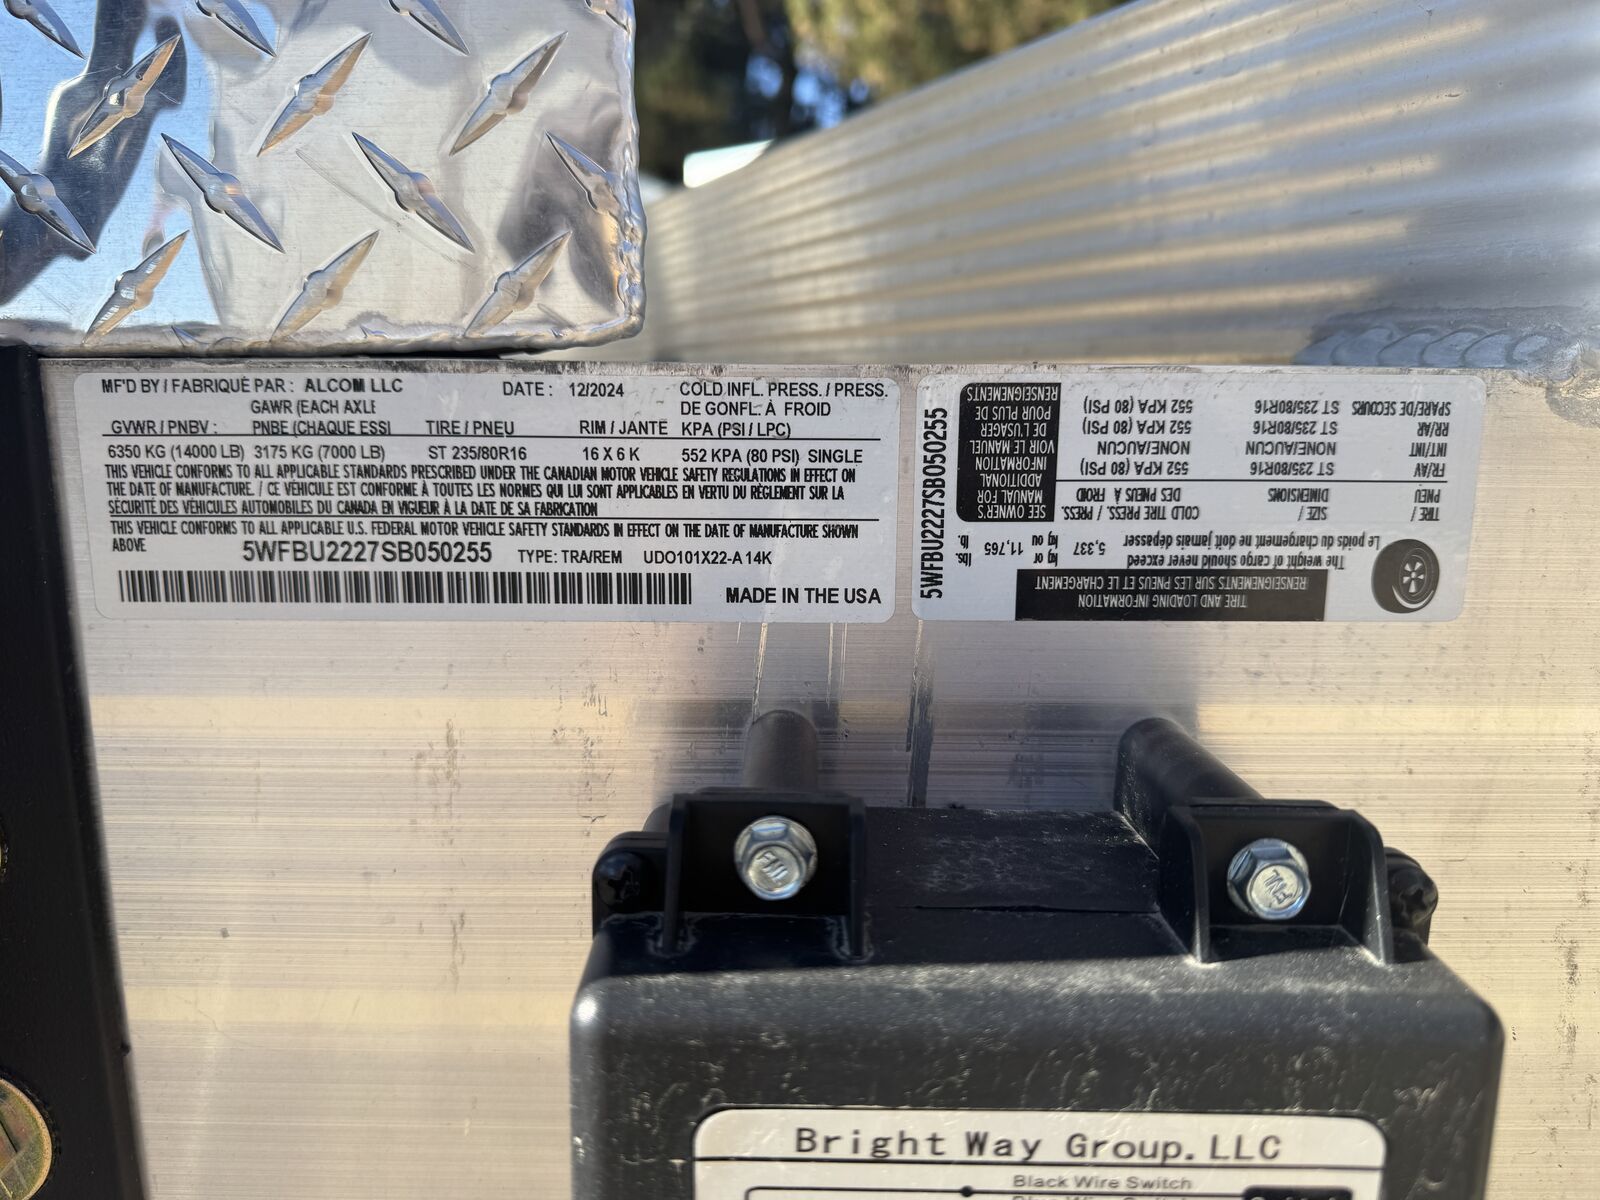 MF'D BY / FABRIQUÉ PAR : ALCOM LLC
DATE : 12/2024
COLD INFL. PRESS. / PRESS.
DE GONFL. À FROID
KPA (PSI / LPC)
GAWR (EACH AXLE
PNBE (CHAQUE ESSI
GVWR / PNBV :
TIRE / PNEU
RIM / JANTE
6350 KG (14000 LB) 3175 KG (7000 LB) ST 235/80R16 16 X 6 K 552 KPA (80 PSI) SINGLE
THIS VEHICLE CONFORMS TO ALL APPLICABLE STANDARDS PRESCRIBED UNDER THE CANADIAN MOTOR VEHICLE SAFETY REGULATIONS IN EFFECT ON
THE DATE OF MANUFACTURE. / CE VÉHICULE EST CONFORME À TOUTES LES NORMES QUI LUI SONT APPLICABLES EN VERTU DU RÈGLEMENT SUR LA
SÉCURITÉ DES VÉHICULES AUTOMOBILES DU CANADA EN VIGUEUR À LA DATE DE SA FABRICATION
THIS VEHICLE CONFORMS TO ALL APPLICABLE U.S. FEDERAL MOTOR VEHICLE SAFETY STANDARDS IN EFFECT ON THE DATE OF MANUFACTURE SHOWN
ABOVE
5WFBU2227SB050255 TYPE: TRA/REM UDO101X22-A 14K
MADE IN THE USA
TIRE AND LOADING INFORMATION
RENSEIGNEMENTS SUR LES PNEUS ET LE CHARGEMENT
The weight of cargo should never exceed
Le poids du chargement ne doit jamais dépasser
5,337 kg or kg ou 11,765 lbs. lb.
TIRE / PNEU
SIZE / DIMENSIONS
COLD TIRE PRESS. / PRESS. DES PNEUS À FROID
FR/AV ST 235/80R16 552 KPA (80 PSI)
INT/INT NONE/AUCUN NONE/AUCUN
RR/AR ST 235/80R16 552 KPA (80 PSI)
SPARE/DE SECOURS ST 235/80R16 552 KPA (80 PSI)
SEE OWNER'S
MANUAL FOR
ADDITIONAL
INFORMATION
VOIR LE MANUEL
DE L'USAGER
POUR PLUS DE
RENSEIGNEMENTS
5WFBU2227SB050255
FNL
Bright Way Group. LLC
Black Wire Switch